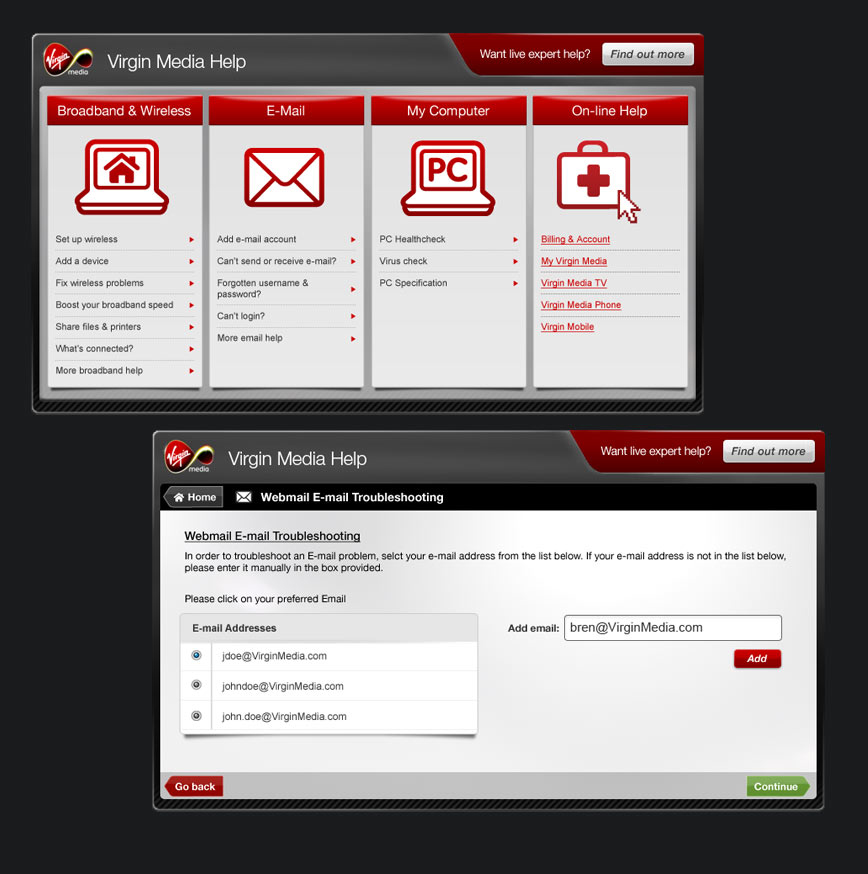 Virgin
media
Virgin Media Help
Want live expert help?
Find out more
Broadband & Wireless
Set up wireless
Add a device
Fix wireless problems
Boost your broadband speed
Share files & printers
What's connected?
More broadband help
E-Mail
Add e-mail account
Can't send or receive e-mail?
Forgotten username &
password?
Can't login?
More email help
My Computer
PC
PC Healthcheck
Virus check
PC Specification
On-line Help
Billing & Account
My Virgin Media
Virgin Media TV
Virgin Media Phone
Virgin Mobile
Virgin
media
Virgin Media Help
Want live expert help?
Find out more
Home
Webmail E-mail Troubleshooting
Webmail E-mail Troubleshooting
In order to troubleshoot an E-mail problem, selct your e-mail address from the list below. If your e-mail address is not in the list below,
please enter it manually in the box provided.
Please click on your preferred Email
E-mail Addresses
jdoe@VirginMedia.com
johndoe@VirginMedia.com
john.doe@VirginMedia.com
Add email:
bren@VirginMedia.com
Add
Go back
Continue